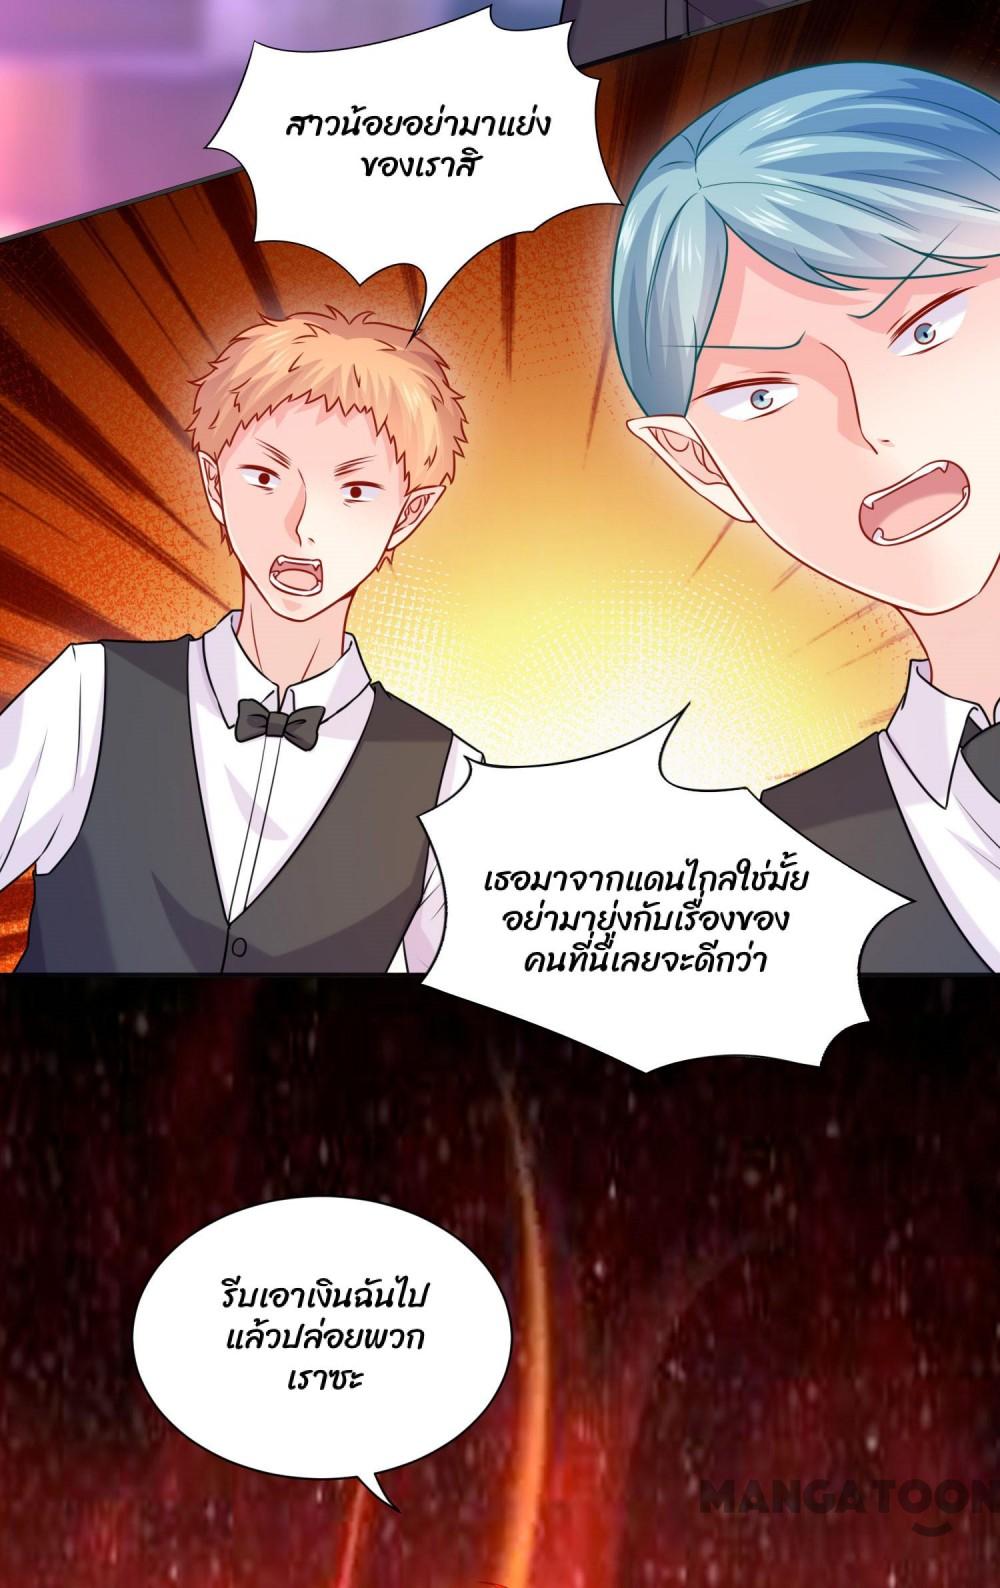 สาวน้อยอย่ามาแย่ง
ของเราสิ
เธอมาจากแดนไกลใช่มั้ย
อย่ามายุ่งกับเรื่องของ
คนที่นี่เลยจะดีกว่า
รีบเอาเงินฉันไป
แล้วปล่อยพวก
เราซะ
MANGATOON